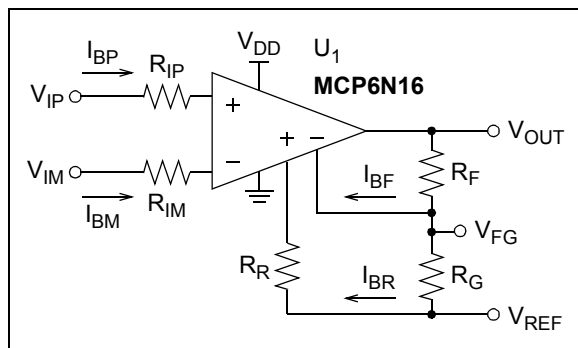 I_BP
V_DD
U_1
MCP6N16
R_IP
V_IP
+
+
−
V_OUT
V_IM
−
I_BM
R_IM
I_BF
R_F
V_FG
R_R
I_BR
R_G
V_REF